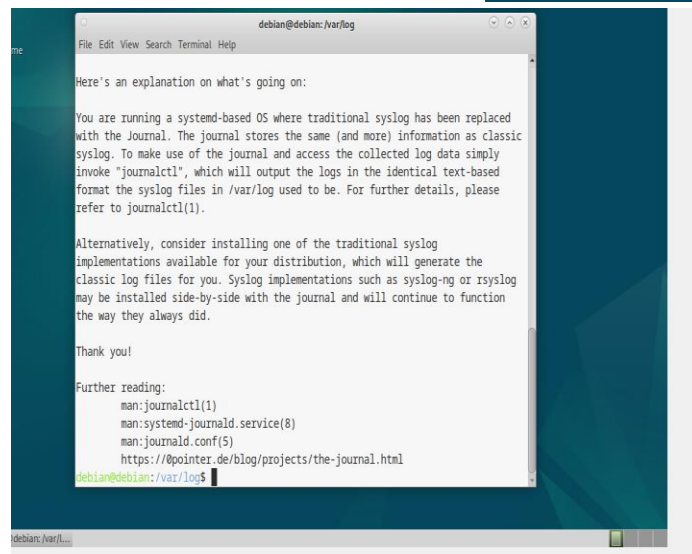 debian@debian: /var/log
File Edit View Search Terminal Help
me
Here's an explanation on what's going on:
You are running a systemd-based OS where traditional syslog has been replaced
with the Journal. The journal stores the same (and more) information as classic
syslog. To make use of the journal and access the collected log data simply
invoke "journalctl", which will output the logs in the identical text-based
format the syslog files in /var/log used to be. For further details, please
refer to journalctl(1).
Alternatively, consider installing one of the traditional syslog
implementations available for your distribution, which will generate the
classic log files for you. Syslog implementations such as syslog-ng or rsyslog
may be installed side-by-side with the journal and will continue to function
the way they always did.
Thank you!
Further reading:
man:journalctl(1)
man:systemd-journald.service(8)
man:journald.conf(5)
https://0pointer.de/blog/projects/the-journal.html
debian@debian:/var/log$
debian: /var/l...